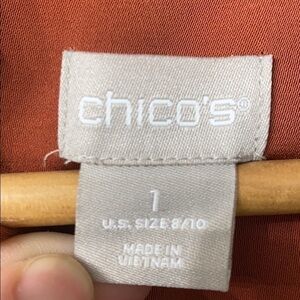 chico's®
1
U.S. SIZE 8/10
MADE IN
VIETNAM